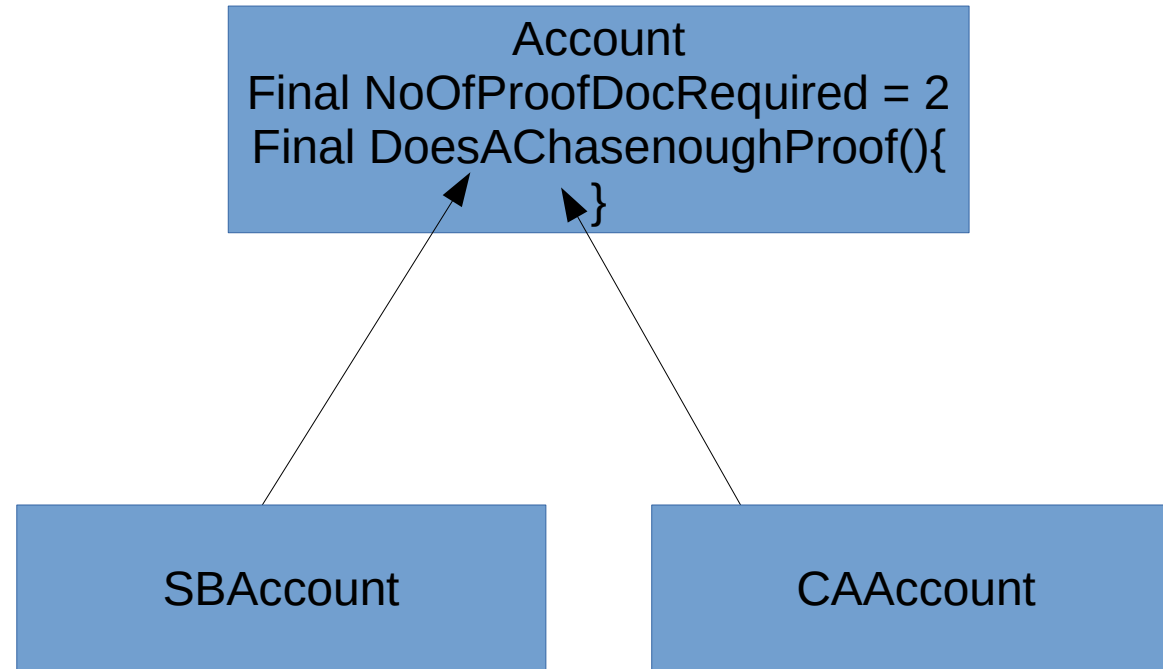 Account
Final NoOfProofDocRequired = 2
Final DoesAChasenoughProof(){
}
SBAccount
CAAccount